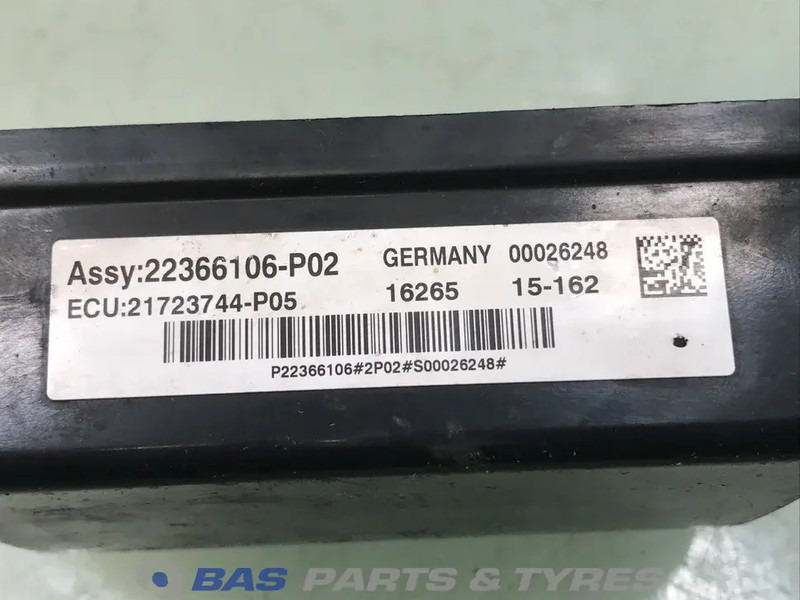 Assy:22366106-P02 GERMANY 00026248
ECU:21723744-P05 16265 15-162
P22366106#2P02#S00026248#
BAS PARTS & TYRES